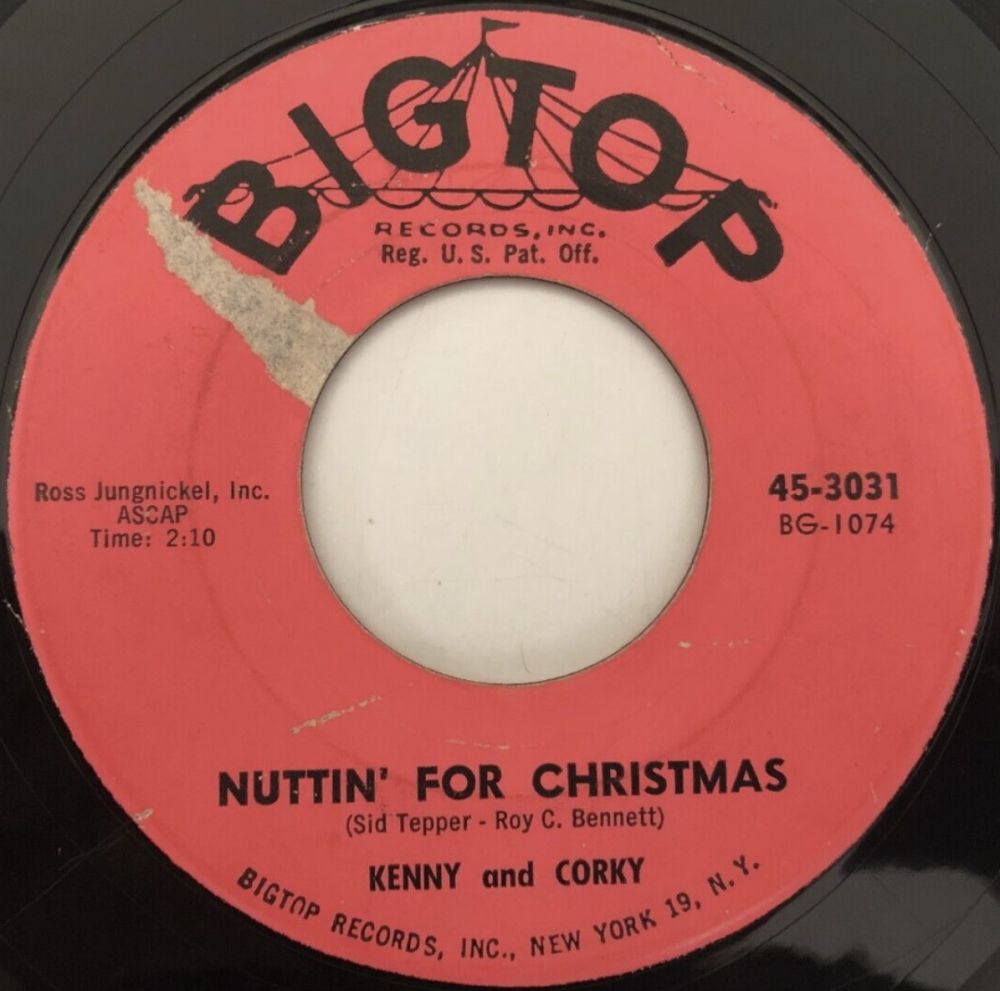 BIGTOP
RECORDS, INC.
Reg. U. S. Pat. Off.
Ross Jungnickel, Inc.
ASCAP
Time: 2:10
45-3031
BG-1074
NUTTIN' FOR CHRISTMAS
(Sid Tepper - Roy C. Bennett)
KENNY and CORKY
BIGTOP RECORDS, INC., NEW YORK 19, N. Y.